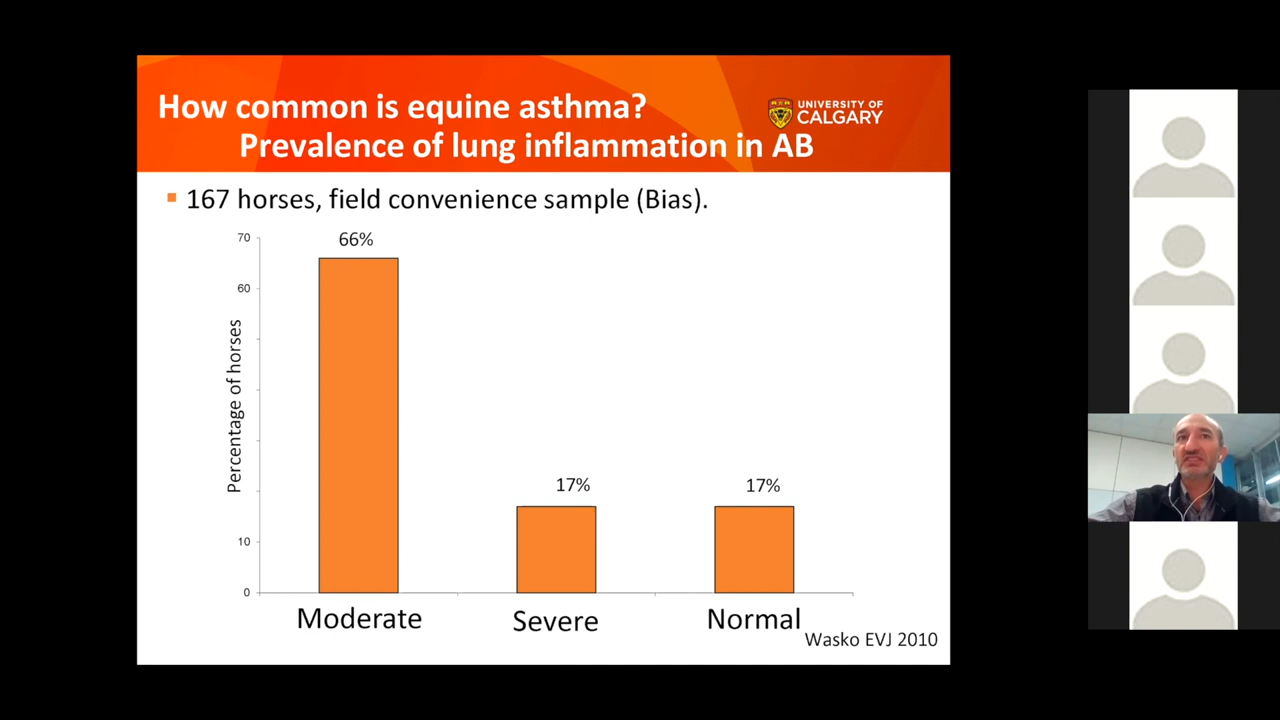 How common is equine asthma?
Prevalence of lung inflammation in AB
UNIVERSITY OF
CALGARY
▪ 167 horses, field convenience sample (Bias).
70
66%
60
Percentage of horses
17%
17%
10
0
Moderate
Severe
Normal
Wasko EVJ 2010